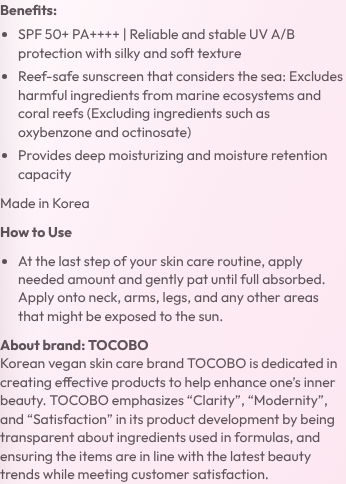 Benefits:
• SPF 50+ PA++++ | Reliable and stable UV A/B
protection with silky and soft texture
• Reef-safe sunscreen that considers the sea: Excludes
harmful ingredients from marine ecosystems and
coral reefs (Excluding ingredients such as
oxybenzone and octinosate)
• Provides deep moisturizing and moisture retention
capacity
Made in Korea
How to Use
• At the last step of your skin care routine, apply
needed amount and gently pat until full absorbed.
Apply onto neck, arms, legs, and any other areas
that might be exposed to the sun.
About brand: TOCOBO
Korean vegan skin care brand TOCOBO is dedicated in
creating effective products to help enhance one’s inner
beauty. TOCOBO emphasizes “Clarity”, “Modernity”,
and “Satisfaction” in its product development by being
transparent about ingredients used in formulas, and
ensuring the items are in line with the latest beauty
trends while meeting customer satisfaction.